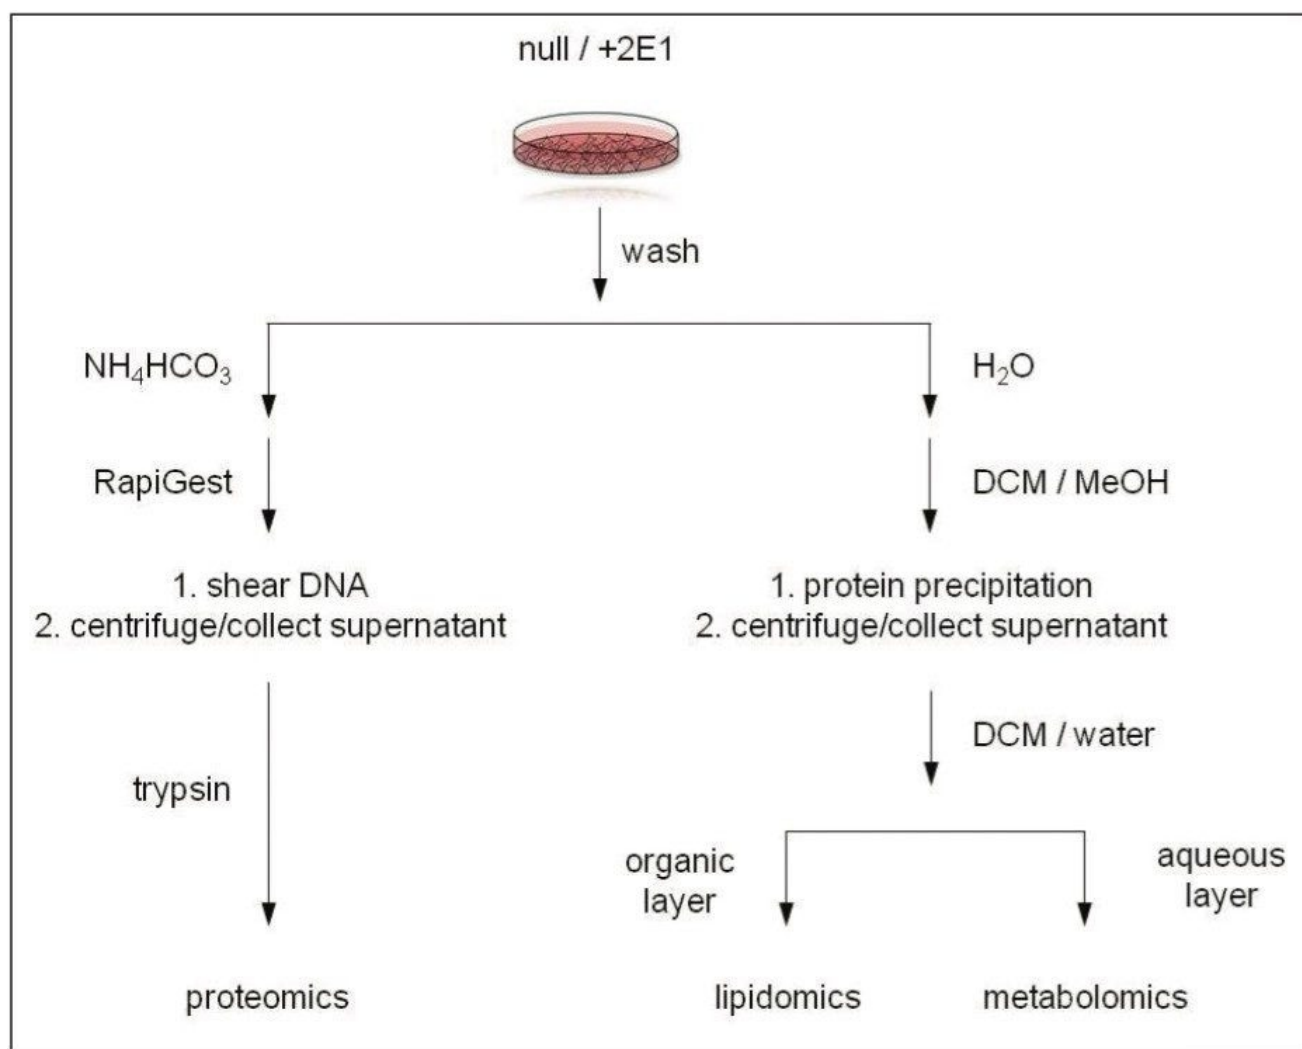 null / +2E1
wash
NH₄HCO₃
H₂O
RapiGest
DCM / MeOH
1. shear DNA
2. centrifuge/collect supernatant
1. protein precipitation
2. centrifuge/collect supernatant
DCM / water
trypsin
organic
layer
aqueous
layer
proteomics
lipidomics
metabolomics